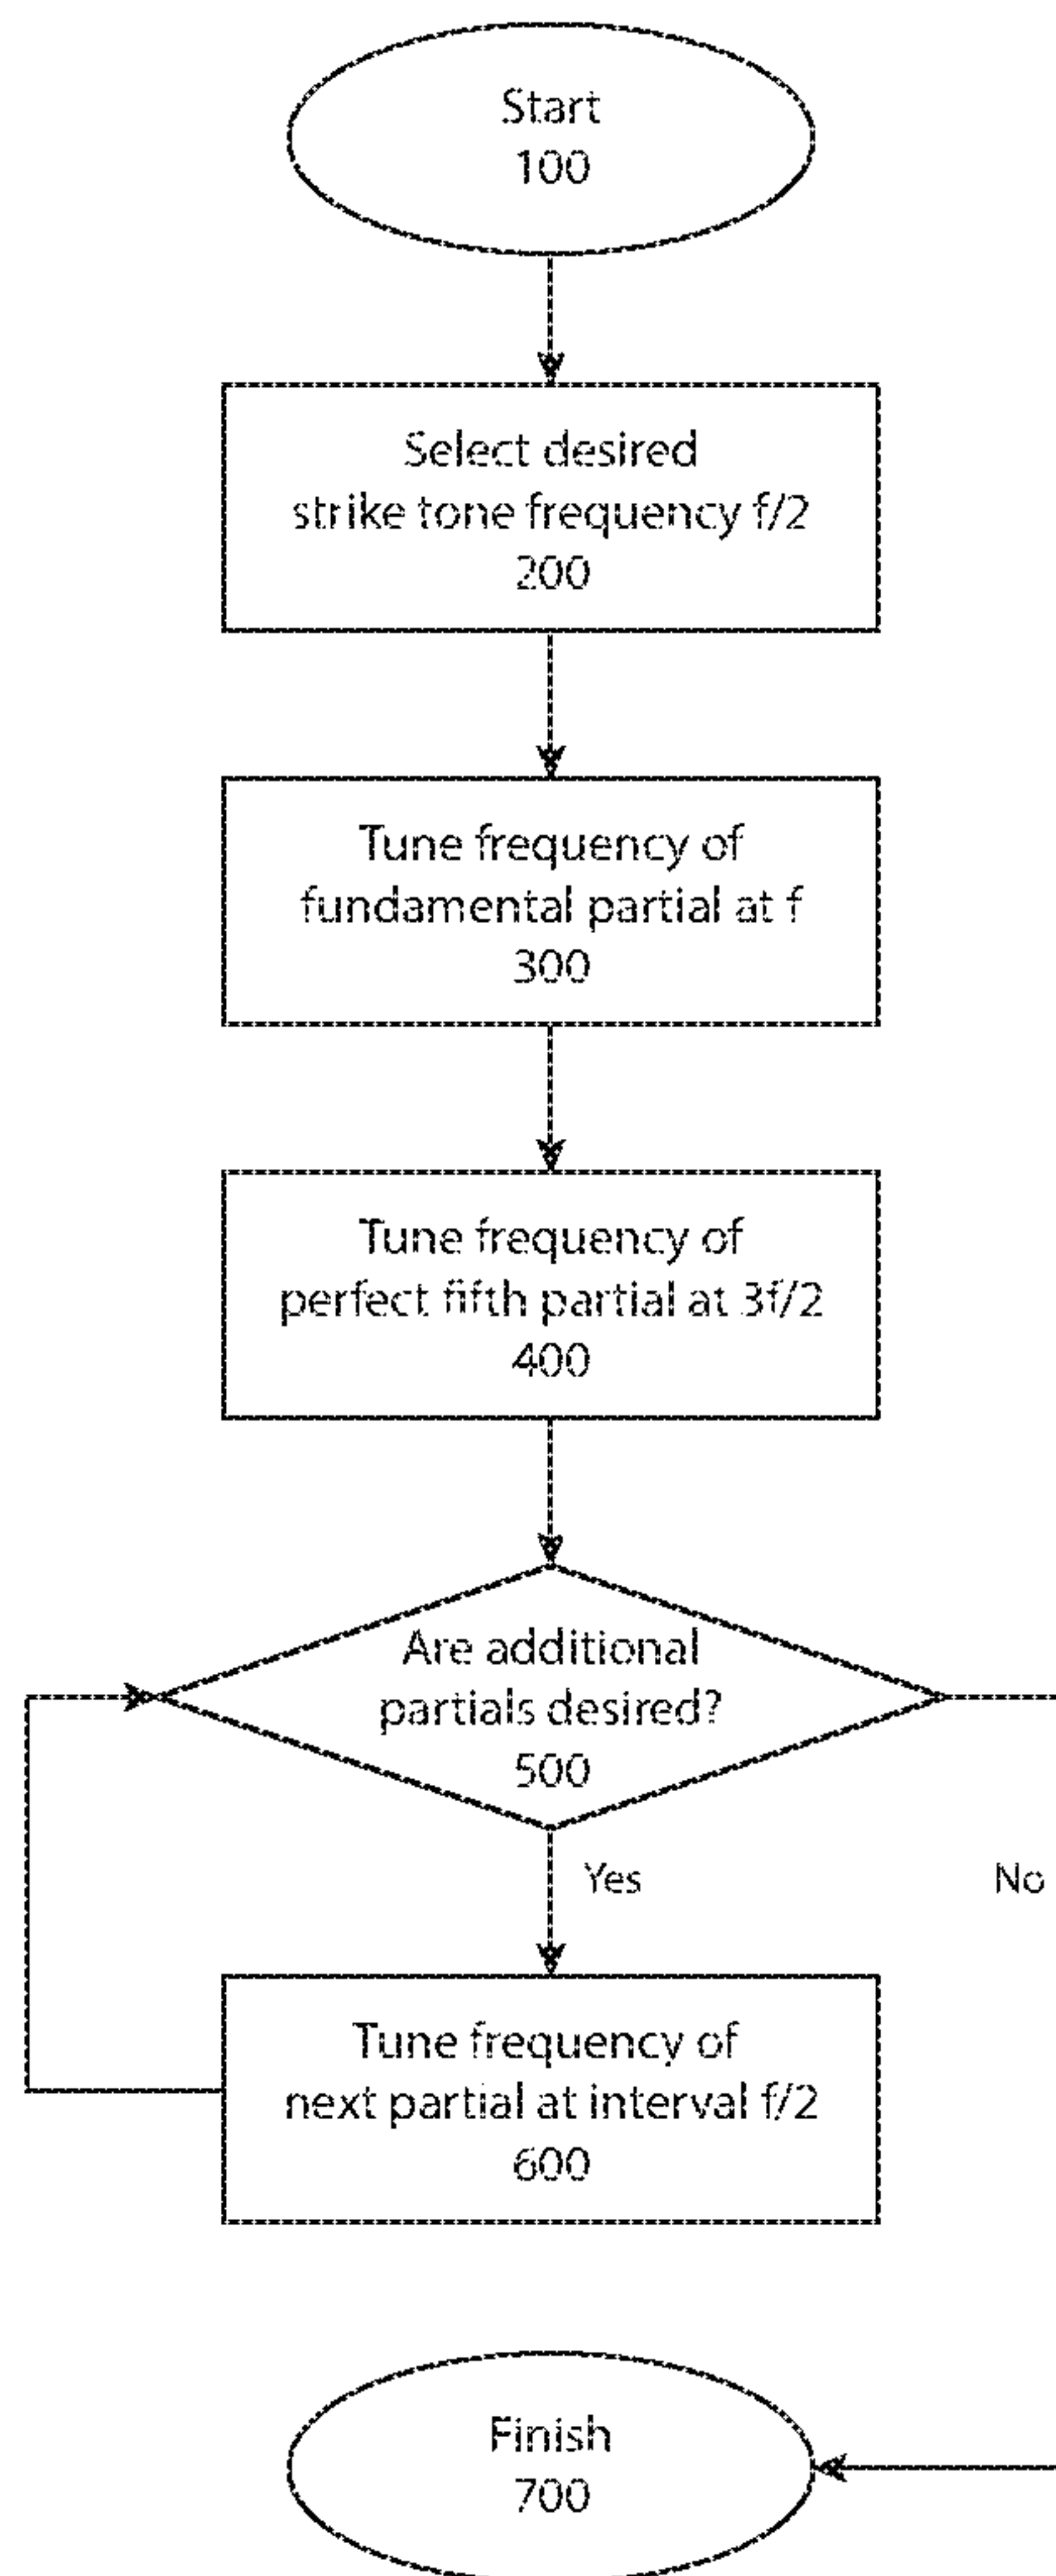 Start
100
Select desired
strike tone frequency f/2
200
Tune frequency of
fundamental partial at f
300
Tune frequency of
perfect fifth partial at 3f/2
400
Are additional
partials desired?
500
Yes
No
Tune frequency of
next partial at interval f/2
600
Finish
700